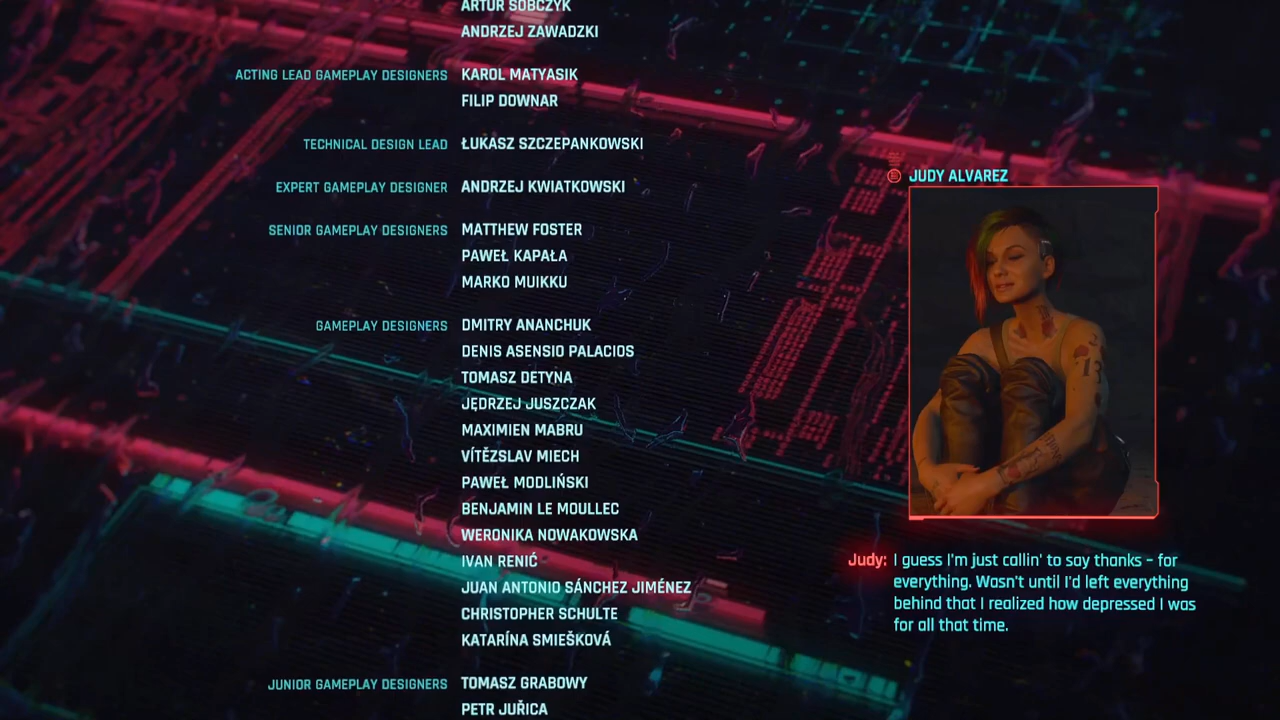 ARTUR SOBCZYK
ANDRZEJ ZAWADZKI
ACTING LEAD GAMEPLAY DESIGNERS KAROL MATYASIK
FILIP DOWNAR
TECHNICAL DESIGN LEAD ŁUKASZ SZCZEPANKOWSKI
EXPERT GAMEPLAY DESIGNER ANDRZEJ KWIATKOWSKI
SENIOR GAMEPLAY DESIGNERS MATTHEW FOSTER
PAWEŁ KAPAŁA
MARKO MUIKKU
GAMEPLAY DESIGNERS DMITRY ANANCHUK
DENIS ASENSIO PALACIOS
TOMASZ DETYNA
JĘDRZEJ JUSZCZAK
MAXIMIEN MABRU
VÍTĚZSLAV MIECH
PAWEŁ MODLIŃSKI
BENJAMIN LE MOULLEC
WERONIKA NOWAKOWSKA
IVAN RENIĆ
JUAN ANTONIO SÁNCHEZ JIMÉNEZ
CHRISTOPHER SCHULTE
KATARÍNA SMIEŠKOVÁ
JUNIOR GAMEPLAY DESIGNERS TOMASZ GRABOWY
PETR JUŘICA
JUDY ALVAREZ
13
Judy: I guess I'm just callin' to say thanks – for
everything. Wasn't until I'd left everything
behind that I realized how depressed I was
for all that time.